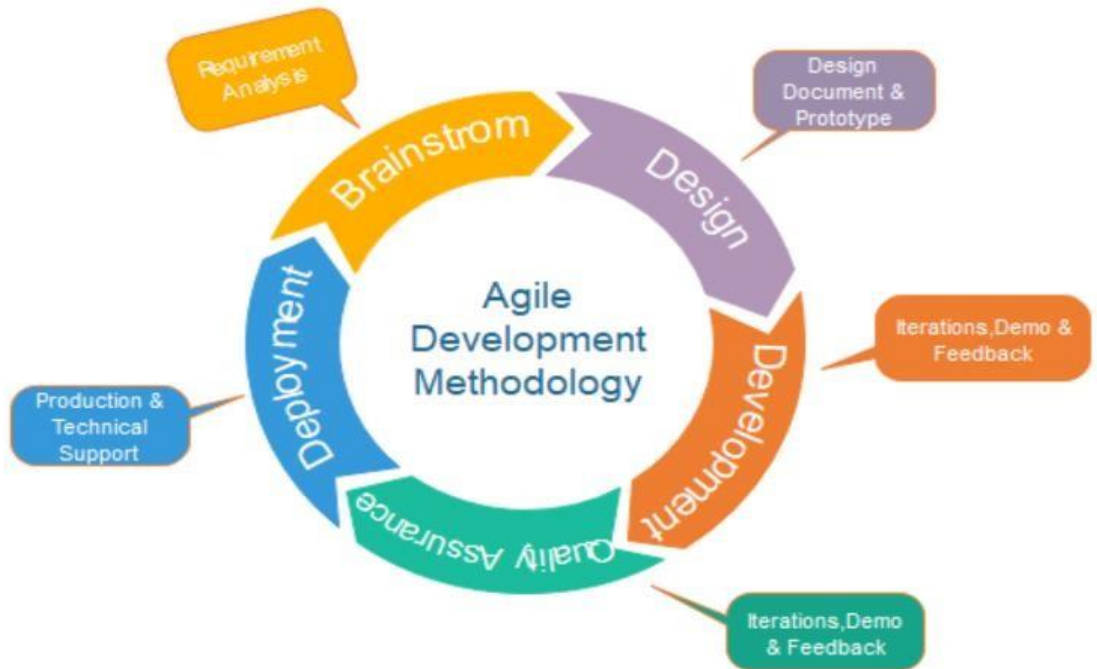 Requirement
Analysis
Brainstrom
Design
Document &
Prototype
Design
Agile
Development
Methodology
Iterations,Demo &
Feedback
Development
Deployment
Production &
Technical
Support
Quality Assurance
Iterations,Demo
& Feedback